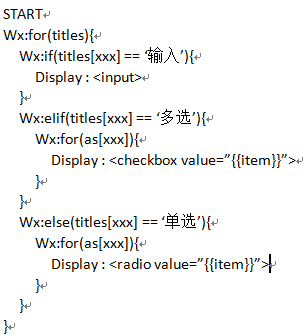 START
Wx:for(titles){
Wx:if(titles[xxx] == ‘输入’){
Display : <input>
}
Wx:elif(titles[xxx] == ‘多选’){
Wx:for(as[xxx]){
Display : <checkbox value=”{{item}}”>
}
}
Wx:else(titles[xxx] == ‘单选’){
Wx:for(as[xxx]){
Display : <radio value=”{{item}}”>
}
}
}